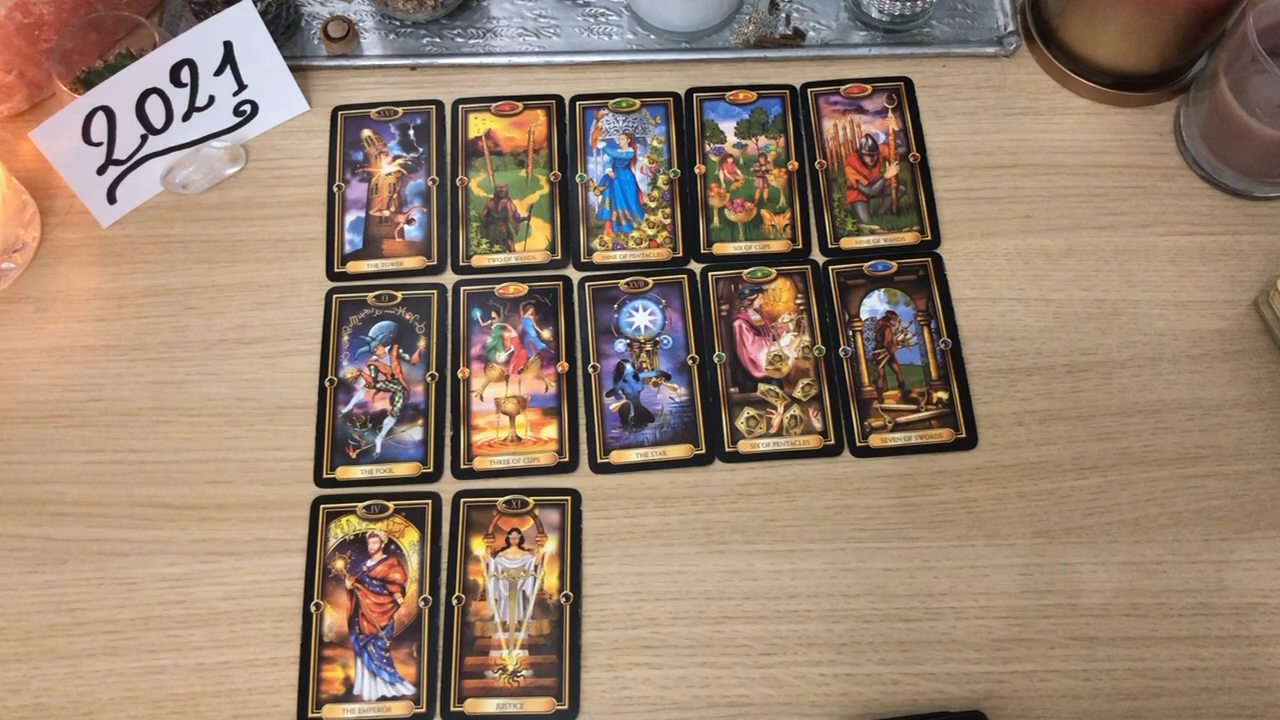 2021
XVI
THE TOWER
TWO OF WANDS
NINE OF PENTACLES
SIX OF CUPS
NINE OF WANDS
0
THE FOOL
THREE OF CUPS
XVII
THE STAR
SIX OF PENTACLES
SEVEN OF SWORDS
IV
THE EMPEROR
XI
JUSTICE